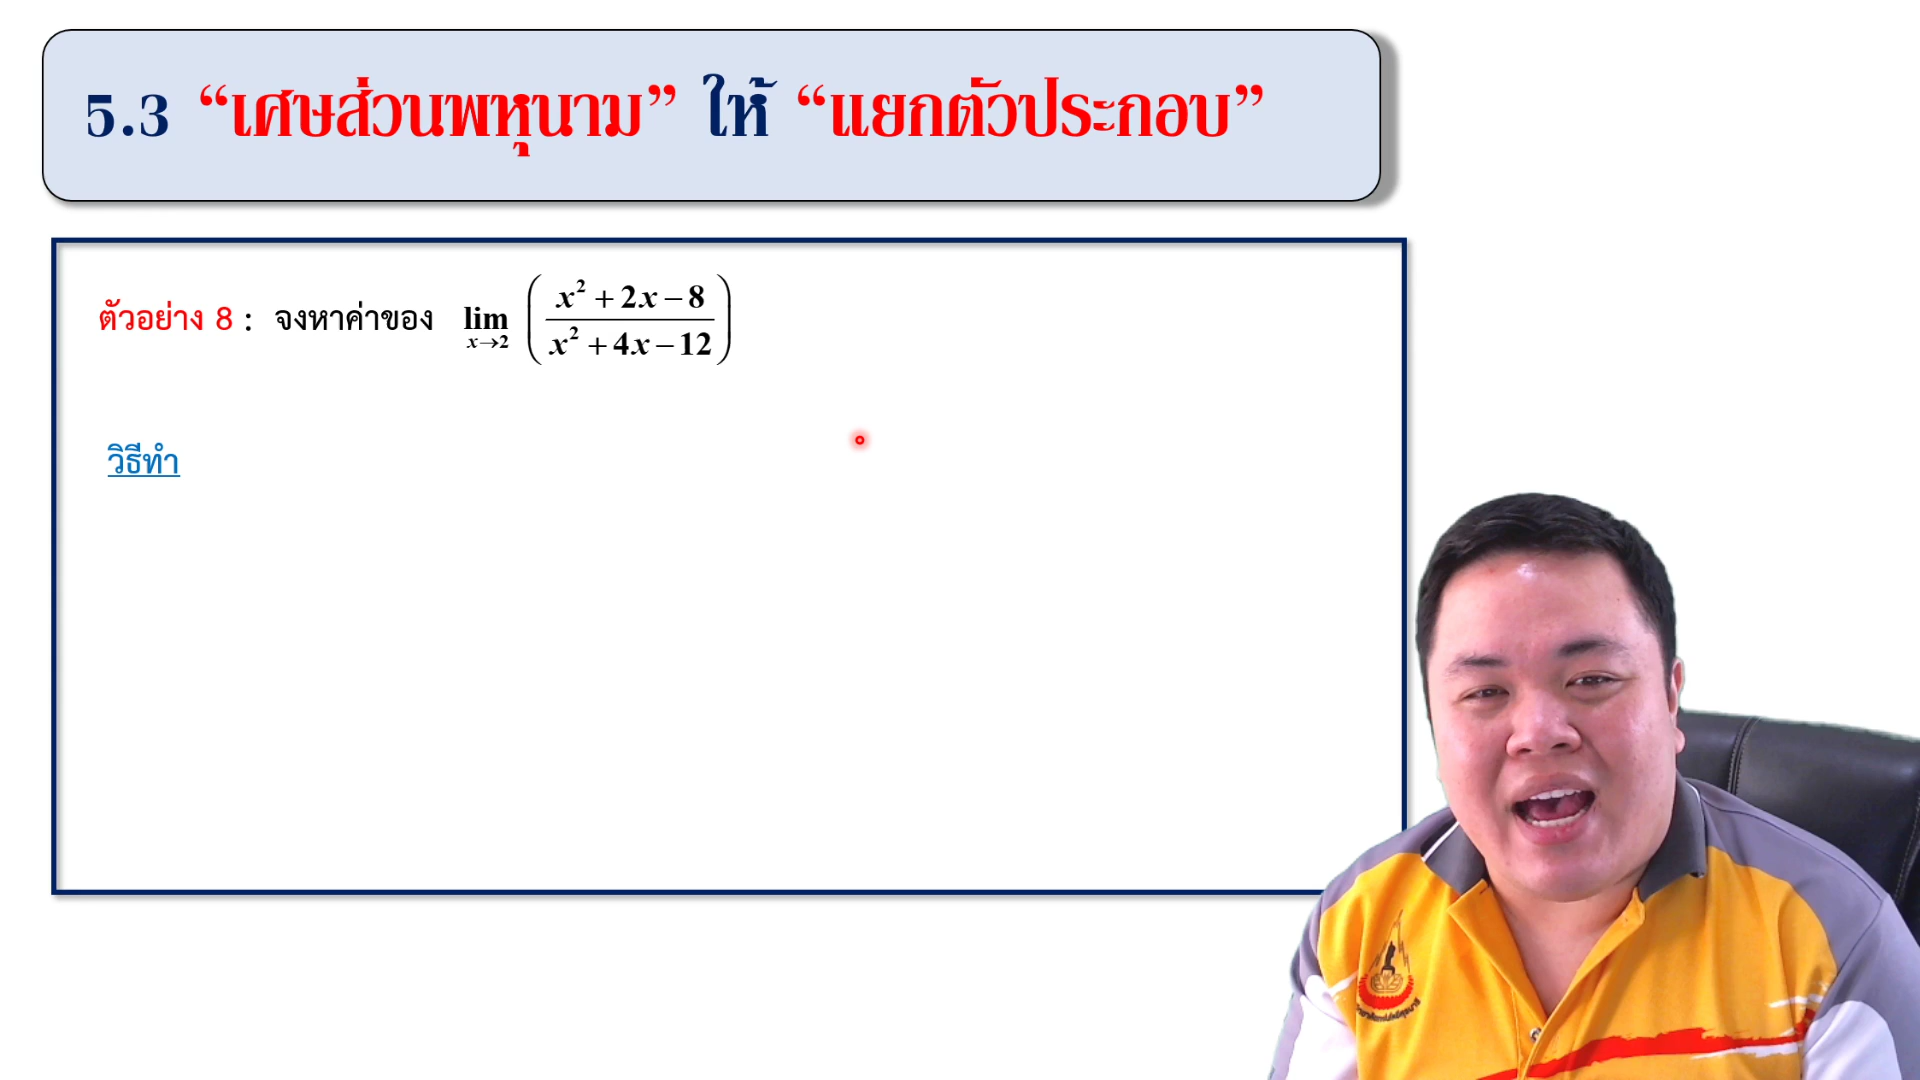 5.3 “เศษส่วนพหุนาม” ให้ “แยกตัวประกอบ”
ตัวอย่าง 8 : จงหาค่าของ lim x→2 ( x² + 2x − 8 / x² + 4x − 12 )
วิธีทำ